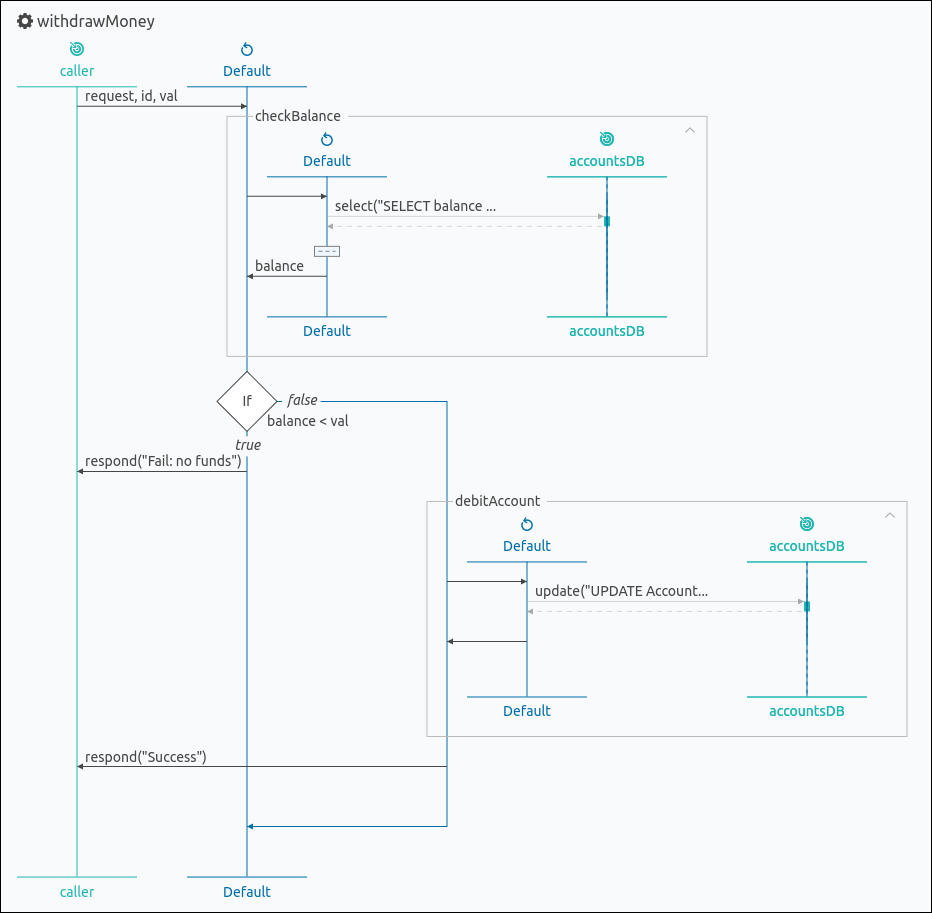 withdrawMoney
caller
Default
request, id, val
checkBalance
Default
accountsDB
select("SELECT balance ...
balance
Default
accountsDB
If
false
balance < val
true
respond("Fail: no funds")
debitAccount
Default
accountsDB
update("UPDATE Account...
Default
accountsDB
respond("Success")
caller
Default